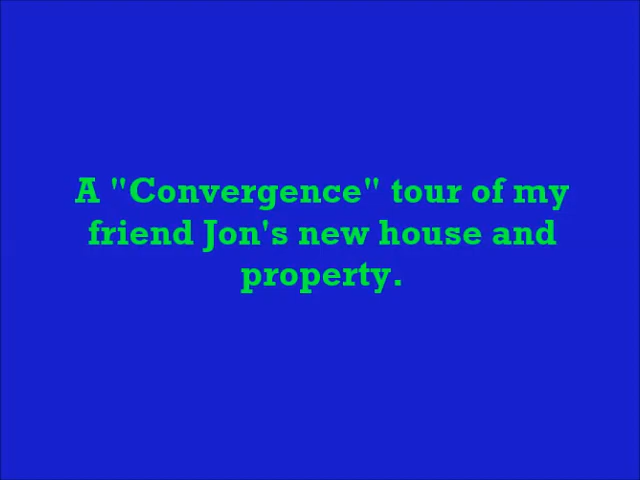 A "Convergence" tour of my
friend Jon's new house and
property.